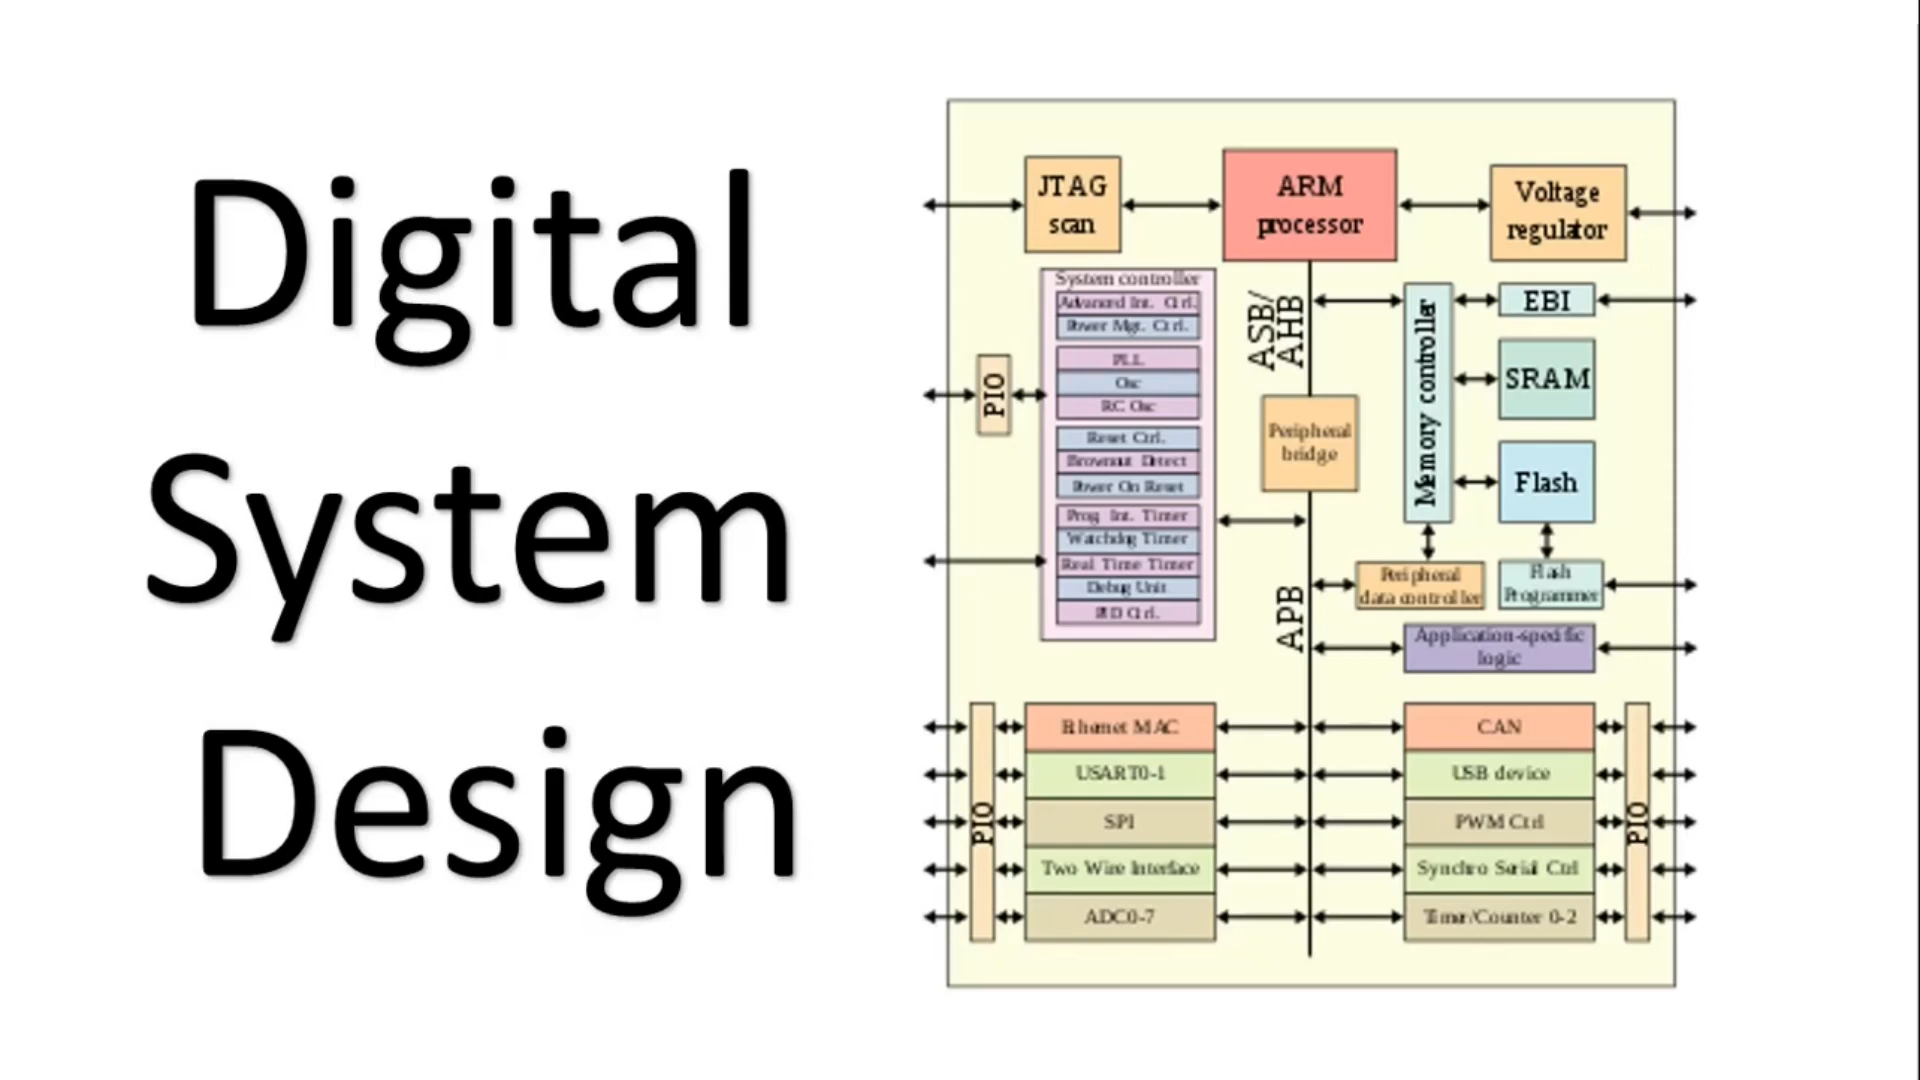 Digital
System
Design
JTAG
scan
ARM
processor
Voltage
regulator
System controller
Advanced Int. Ctrl.
Power Mgt. Ctrl.
PLL
Osc
RC Osc
Reset Ctrl.
Brownout Detect
Power On Reset
Prog. Int. Timer
Watchdog Timer
Real Time Timer
Debug Unit
PID Ctrl.
PIO
ASB/
AHB
Peripheral
bridge
APB
Memory controller
EBI
SRAM
Flash
Peripheral
data controller
Flash
Programmer
Application-specific
logic
PIO
Ethernet MAC
USART0-1
SPI
Two Wire Interface
ADC0-7
CAN
USB device
PWM Ctrl
Synchro Serial Ctrl
Timer/Counter 0-2
PIO